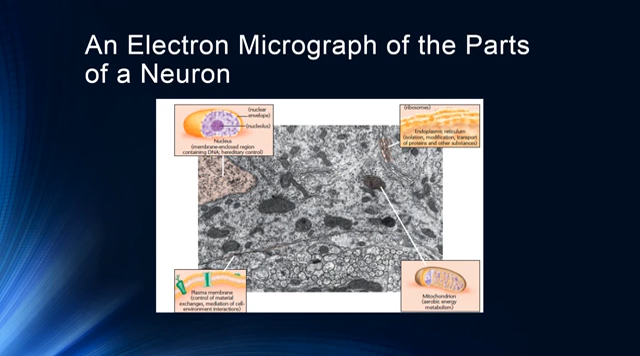 An Electron Micrograph of the Parts
of a Neuron
(nuclear
envelope)
(nucleolus)
Nucleus
(membrane-enclosed region
containing DNA; hereditary control)
(ribosomes)
Endoplasmic reticulum
(isolation, modification, transport
of proteins and other substances)
Plasma membrane
(control of material
exchanges, mediation of cell-
environment interactions)
Mitochondrion
(aerobic energy
metabolism)